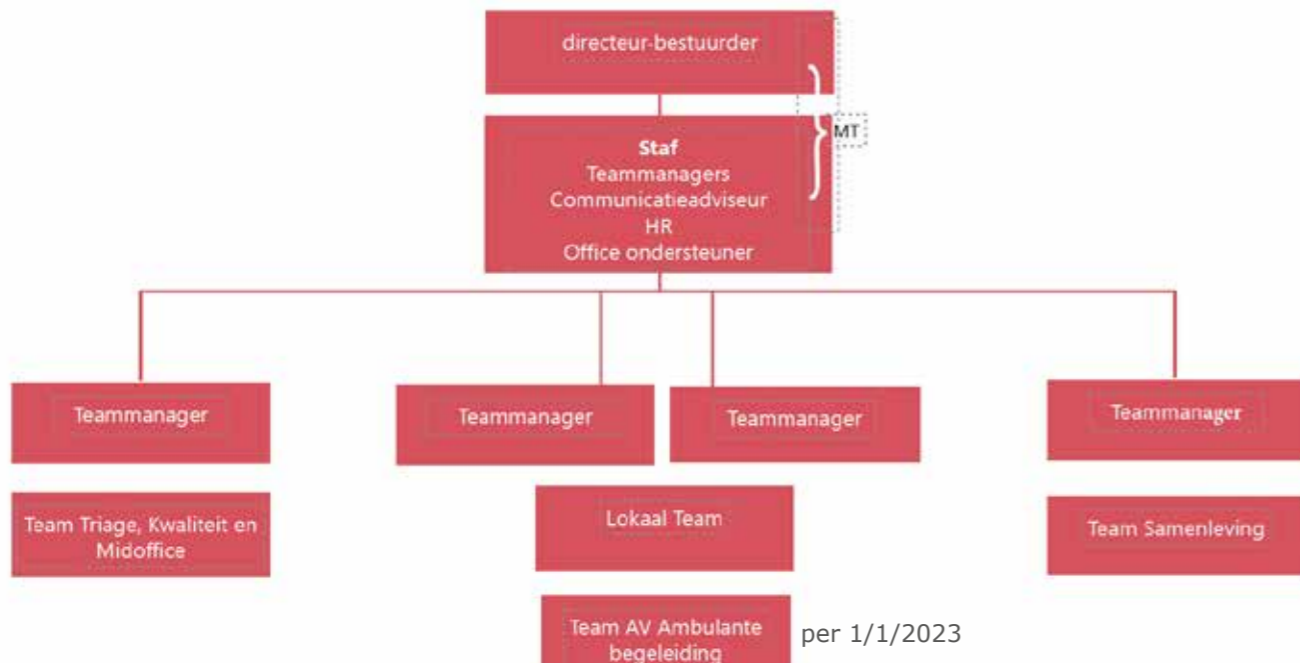 directeur-bestuurder
MT
Staf
Teammanagers
Communicatieadviseur
HR
Office ondersteuner
Teammanager
Teammanager
Teammanager
Teammanager
Team Triage, Kwaliteit en
Midoffice
Lokaal Team
Team Samenleving
Team AV Ambulante
begeleiding
per 1/1/2023